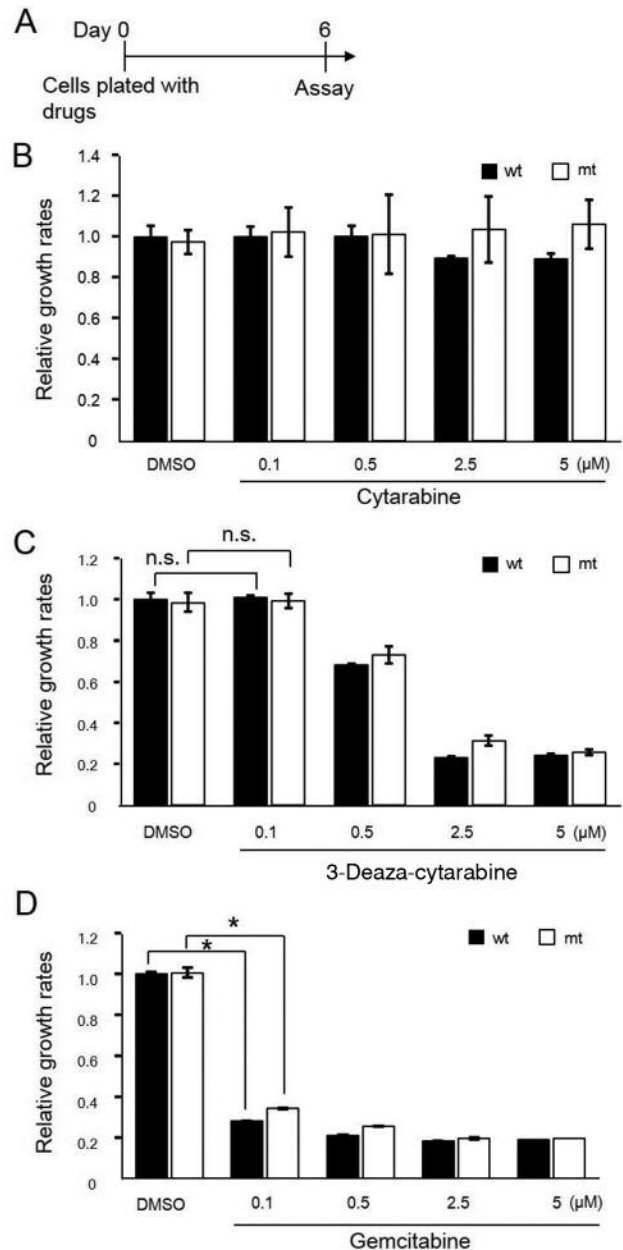 A
Day 0 6
Cells plated with Assay
drugs
B
Relative growth rates
1.4
1.2
1.0
0.8
0.6
0.4
0.2
0
wt mt
DMSO 0.1 0.5 2.5 5 (μM)
Cytarabine
C
Relative growth rates
1.2
1.0
0.8
0.6
0.4
0.2
0
n.s.
n.s.
wt mt
DMSO 0.1 0.5 2.5 5 (μM)
3-Deaza-cytarabine
D
Relative growth rates
1.2
1.0
0.8
0.6
0.4
0.2
0
*
*
wt mt
DMSO 0.1 0.5 2.5 5 (μM)
Gemcitabine